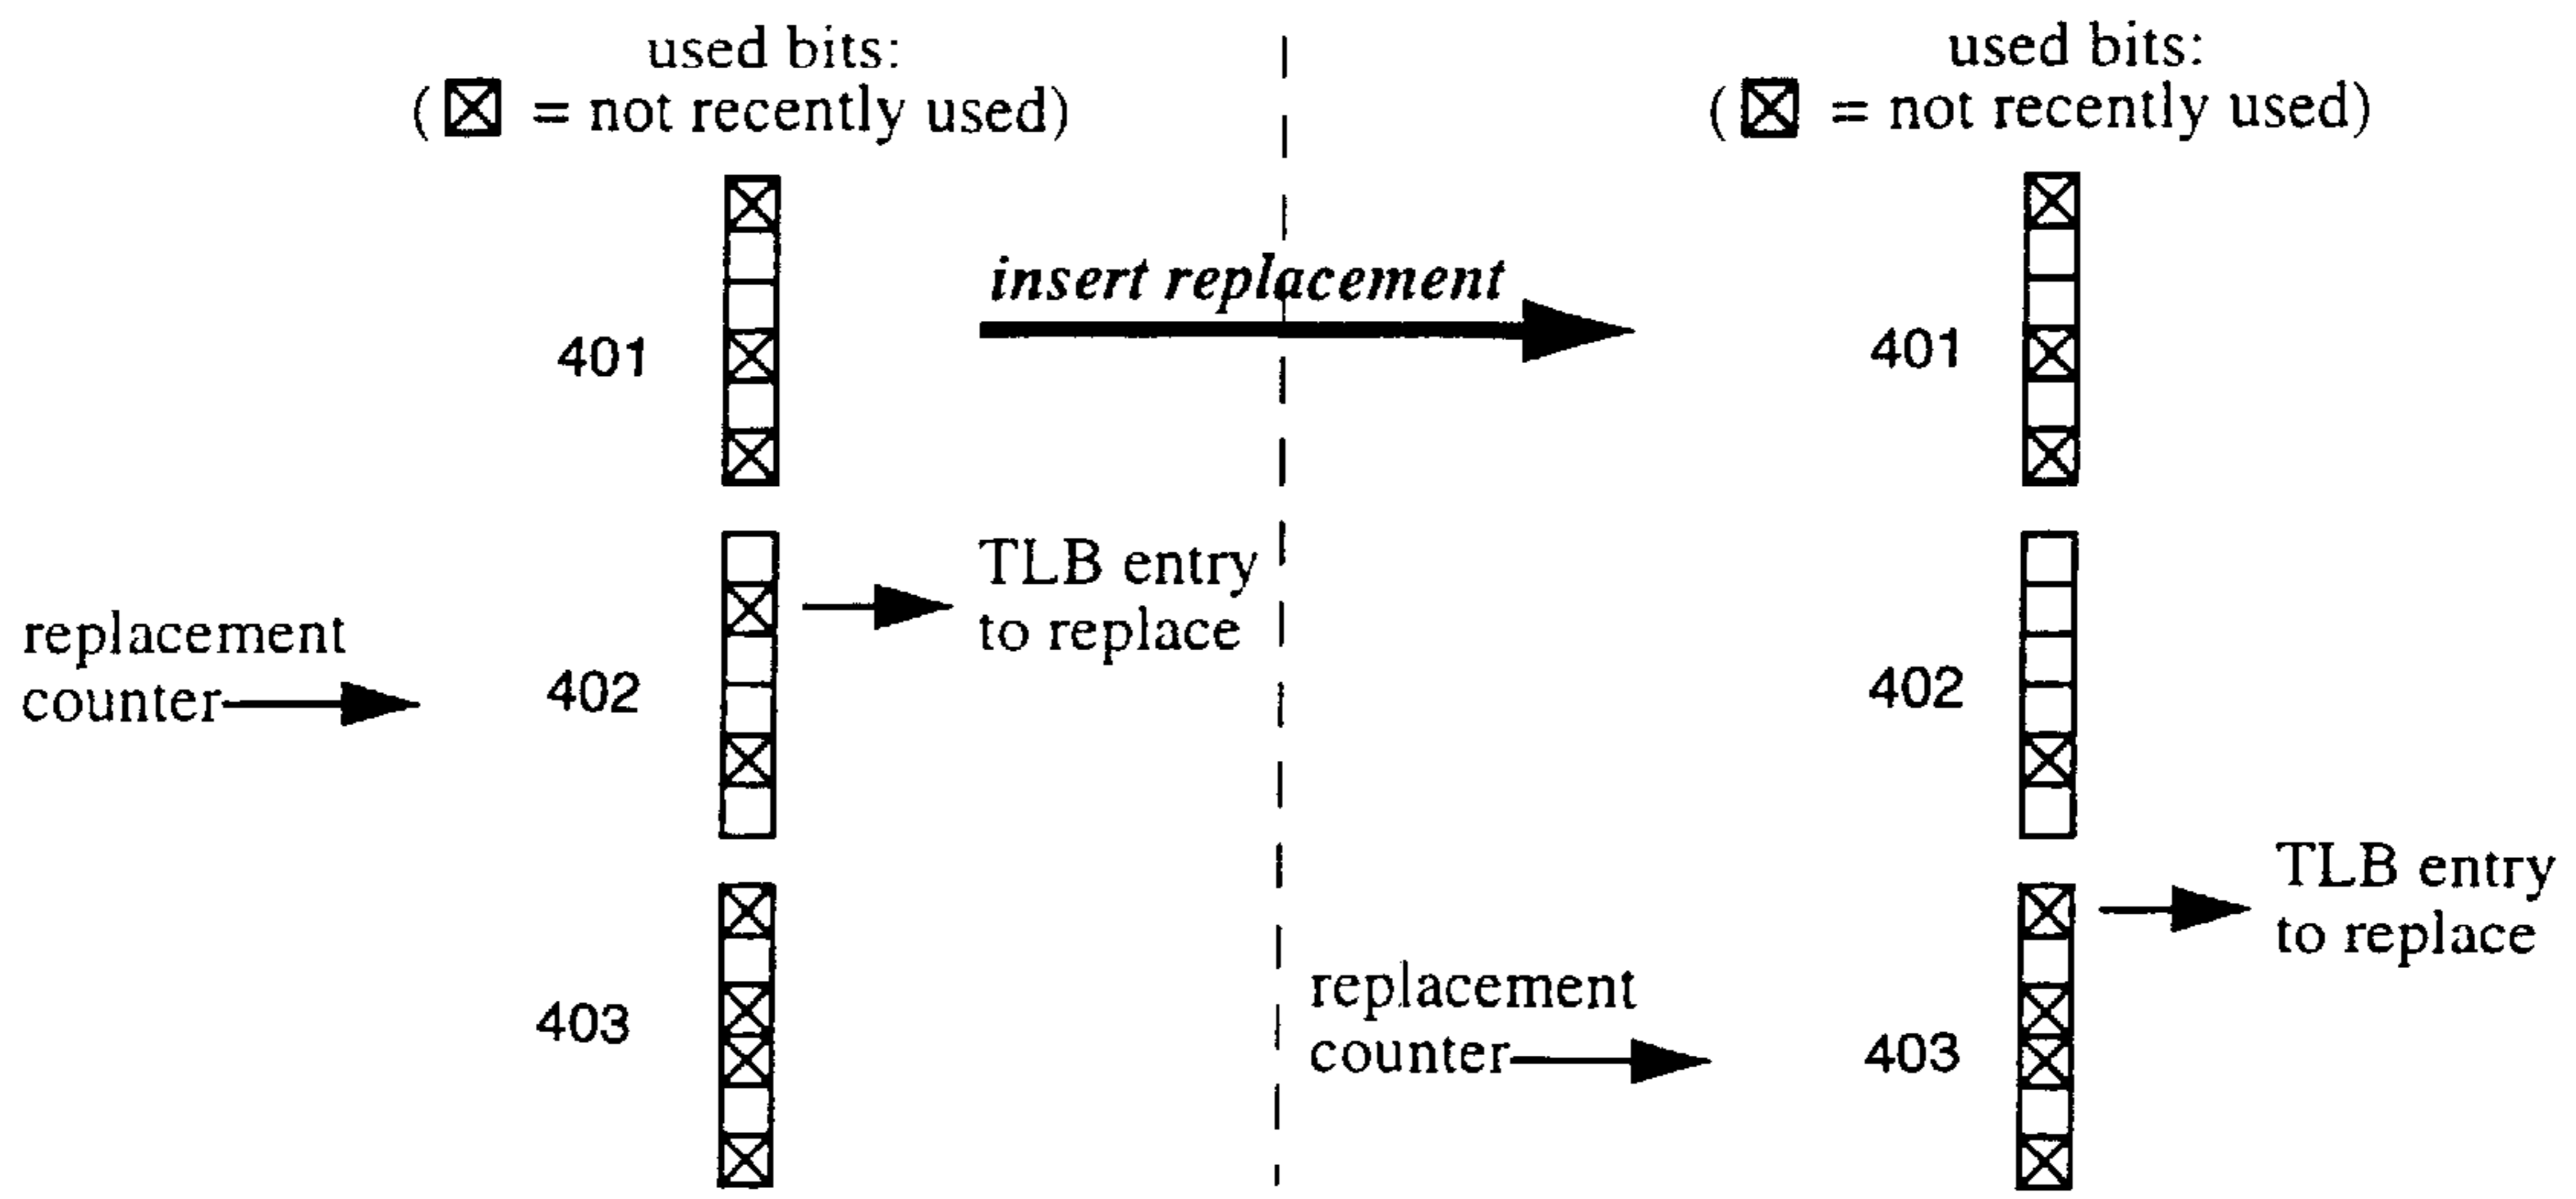 used bits:
( = not recently used)
401
402
403
replacement
counter
TLB entry
to replace
insert replacement
used bits:
( = not recently used)
401
402
403
replacement
counter
TLB entry
to replace